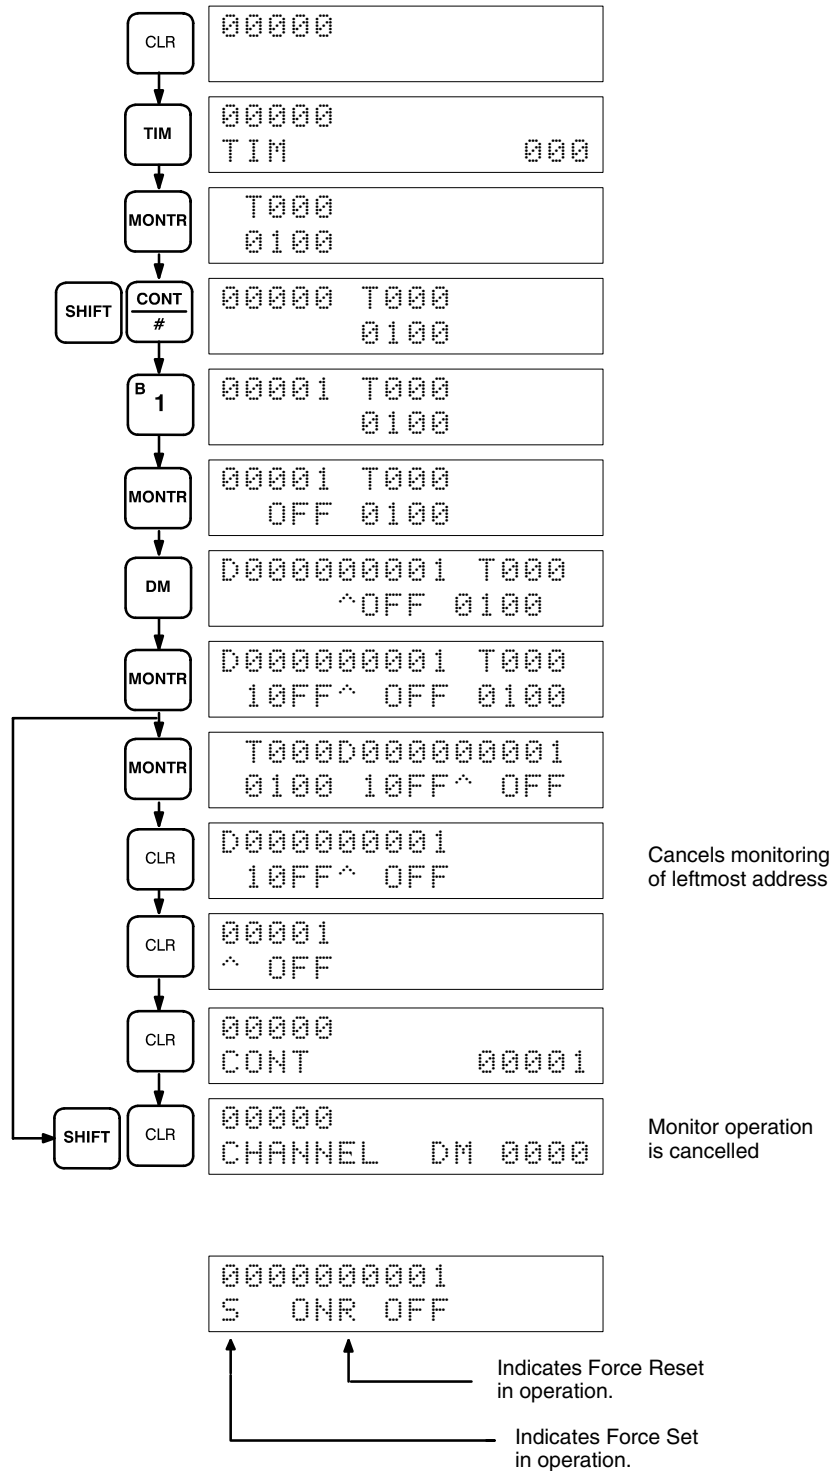 CLR
00000
TIM
00000
TIM 000
MONTR
T000
0100
SHIFT
CONT
#
00000 T000
0100
B
1
00001 T000
0100
MONTR
00001 T000
OFF 0100
DM
D000000001 T000
^OFF 0100
MONTR
D000000001 T000
10FF^ OFF 0100
MONTR
T000D000000001
0100 10FF^ OFF
CLR
D000000001
10FF^ OFF
Cancels monitoring
of leftmost address
CLR
00001
^ OFF
CLR
00000
CONT 00001
SHIFT
CLR
00000
CHANNEL DM 0000
Monitor operation
is cancelled
0000000001
S ONR OFF
Indicates Force Reset
in operation.
Indicates Force Set
in operation.